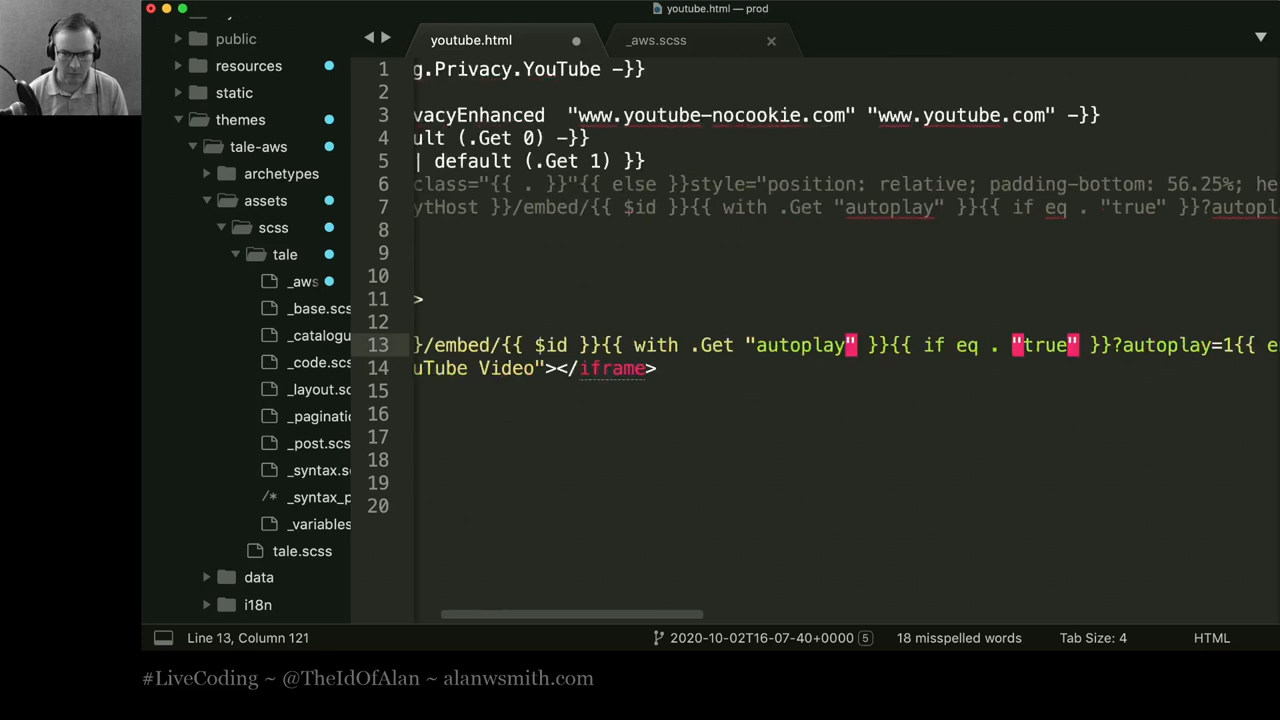 youtube.html — prod
public
resources
static
themes
tale-aws
archetypes
assets
scss
tale
_aws
_base.scs
_catalogu
_code.scs
_layout.sc
_paginatio
_post.scs
_syntax.sc
/* _syntax_p
_variables
tale.scss
data
i18n
youtube.html
_aws.scss
1 g.Privacy.YouTube -}}
2
3 vacyEnhanced "www.youtube-nocookie.com" "www.youtube.com" -}}
4 ult (.Get 0) -}}
5 | default (.Get 1) }}
6 class="{{ . }}"{{ else }}style="position: relative; padding-bottom: 56.25%; he
7 ytHost }}/embed/{{ $id }}{{ with .Get "autoplay" }}{{ if eq . "true" }}?autopl
8
9
10
11 >
12
13 }/embed/{{ $id }}{{ with .Get "autoplay" }}{{ if eq . "true" }}?autoplay=1{{ e
14 uTube Video"></iframe>
15
16
17
18
19
20
Line 13, Column 121
2020-10-02T16-07-40+0000 5
18 misspelled words
Tab Size: 4
HTML
#LiveCoding ~ @TheIdOfAlan ~ alanwsmith.com